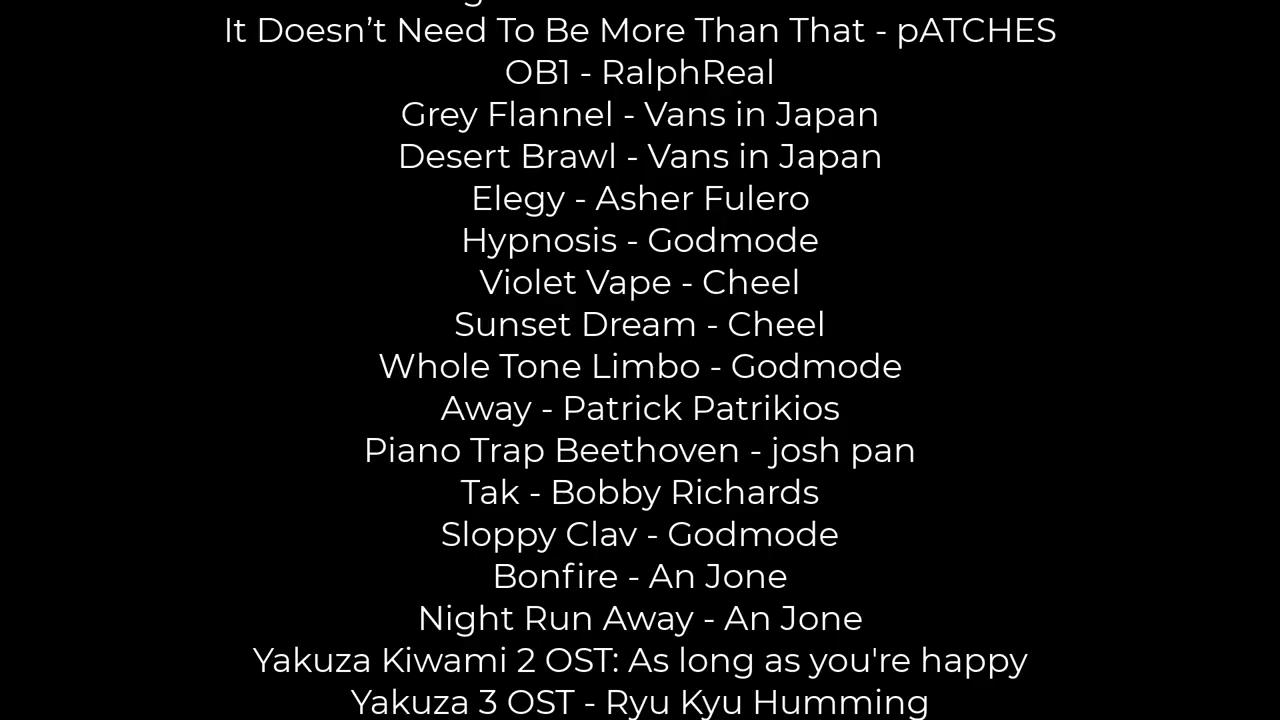 It Doesn’t Need To Be More Than That - pATCHES
OB1 - RalphReal
Grey Flannel - Vans in Japan
Desert Brawl - Vans in Japan
Elegy - Asher Fulero
Hypnosis - Godmode
Violet Vape - Cheel
Sunset Dream - Cheel
Whole Tone Limbo - Godmode
Away - Patrick Patrikios
Piano Trap Beethoven - josh pan
Tak - Bobby Richards
Sloppy Clav - Godmode
Bonfire - An Jone
Night Run Away - An Jone
Yakuza Kiwami 2 OST: As long as you're happy
Yakuza 3 OST - Ryu Kyu Humming